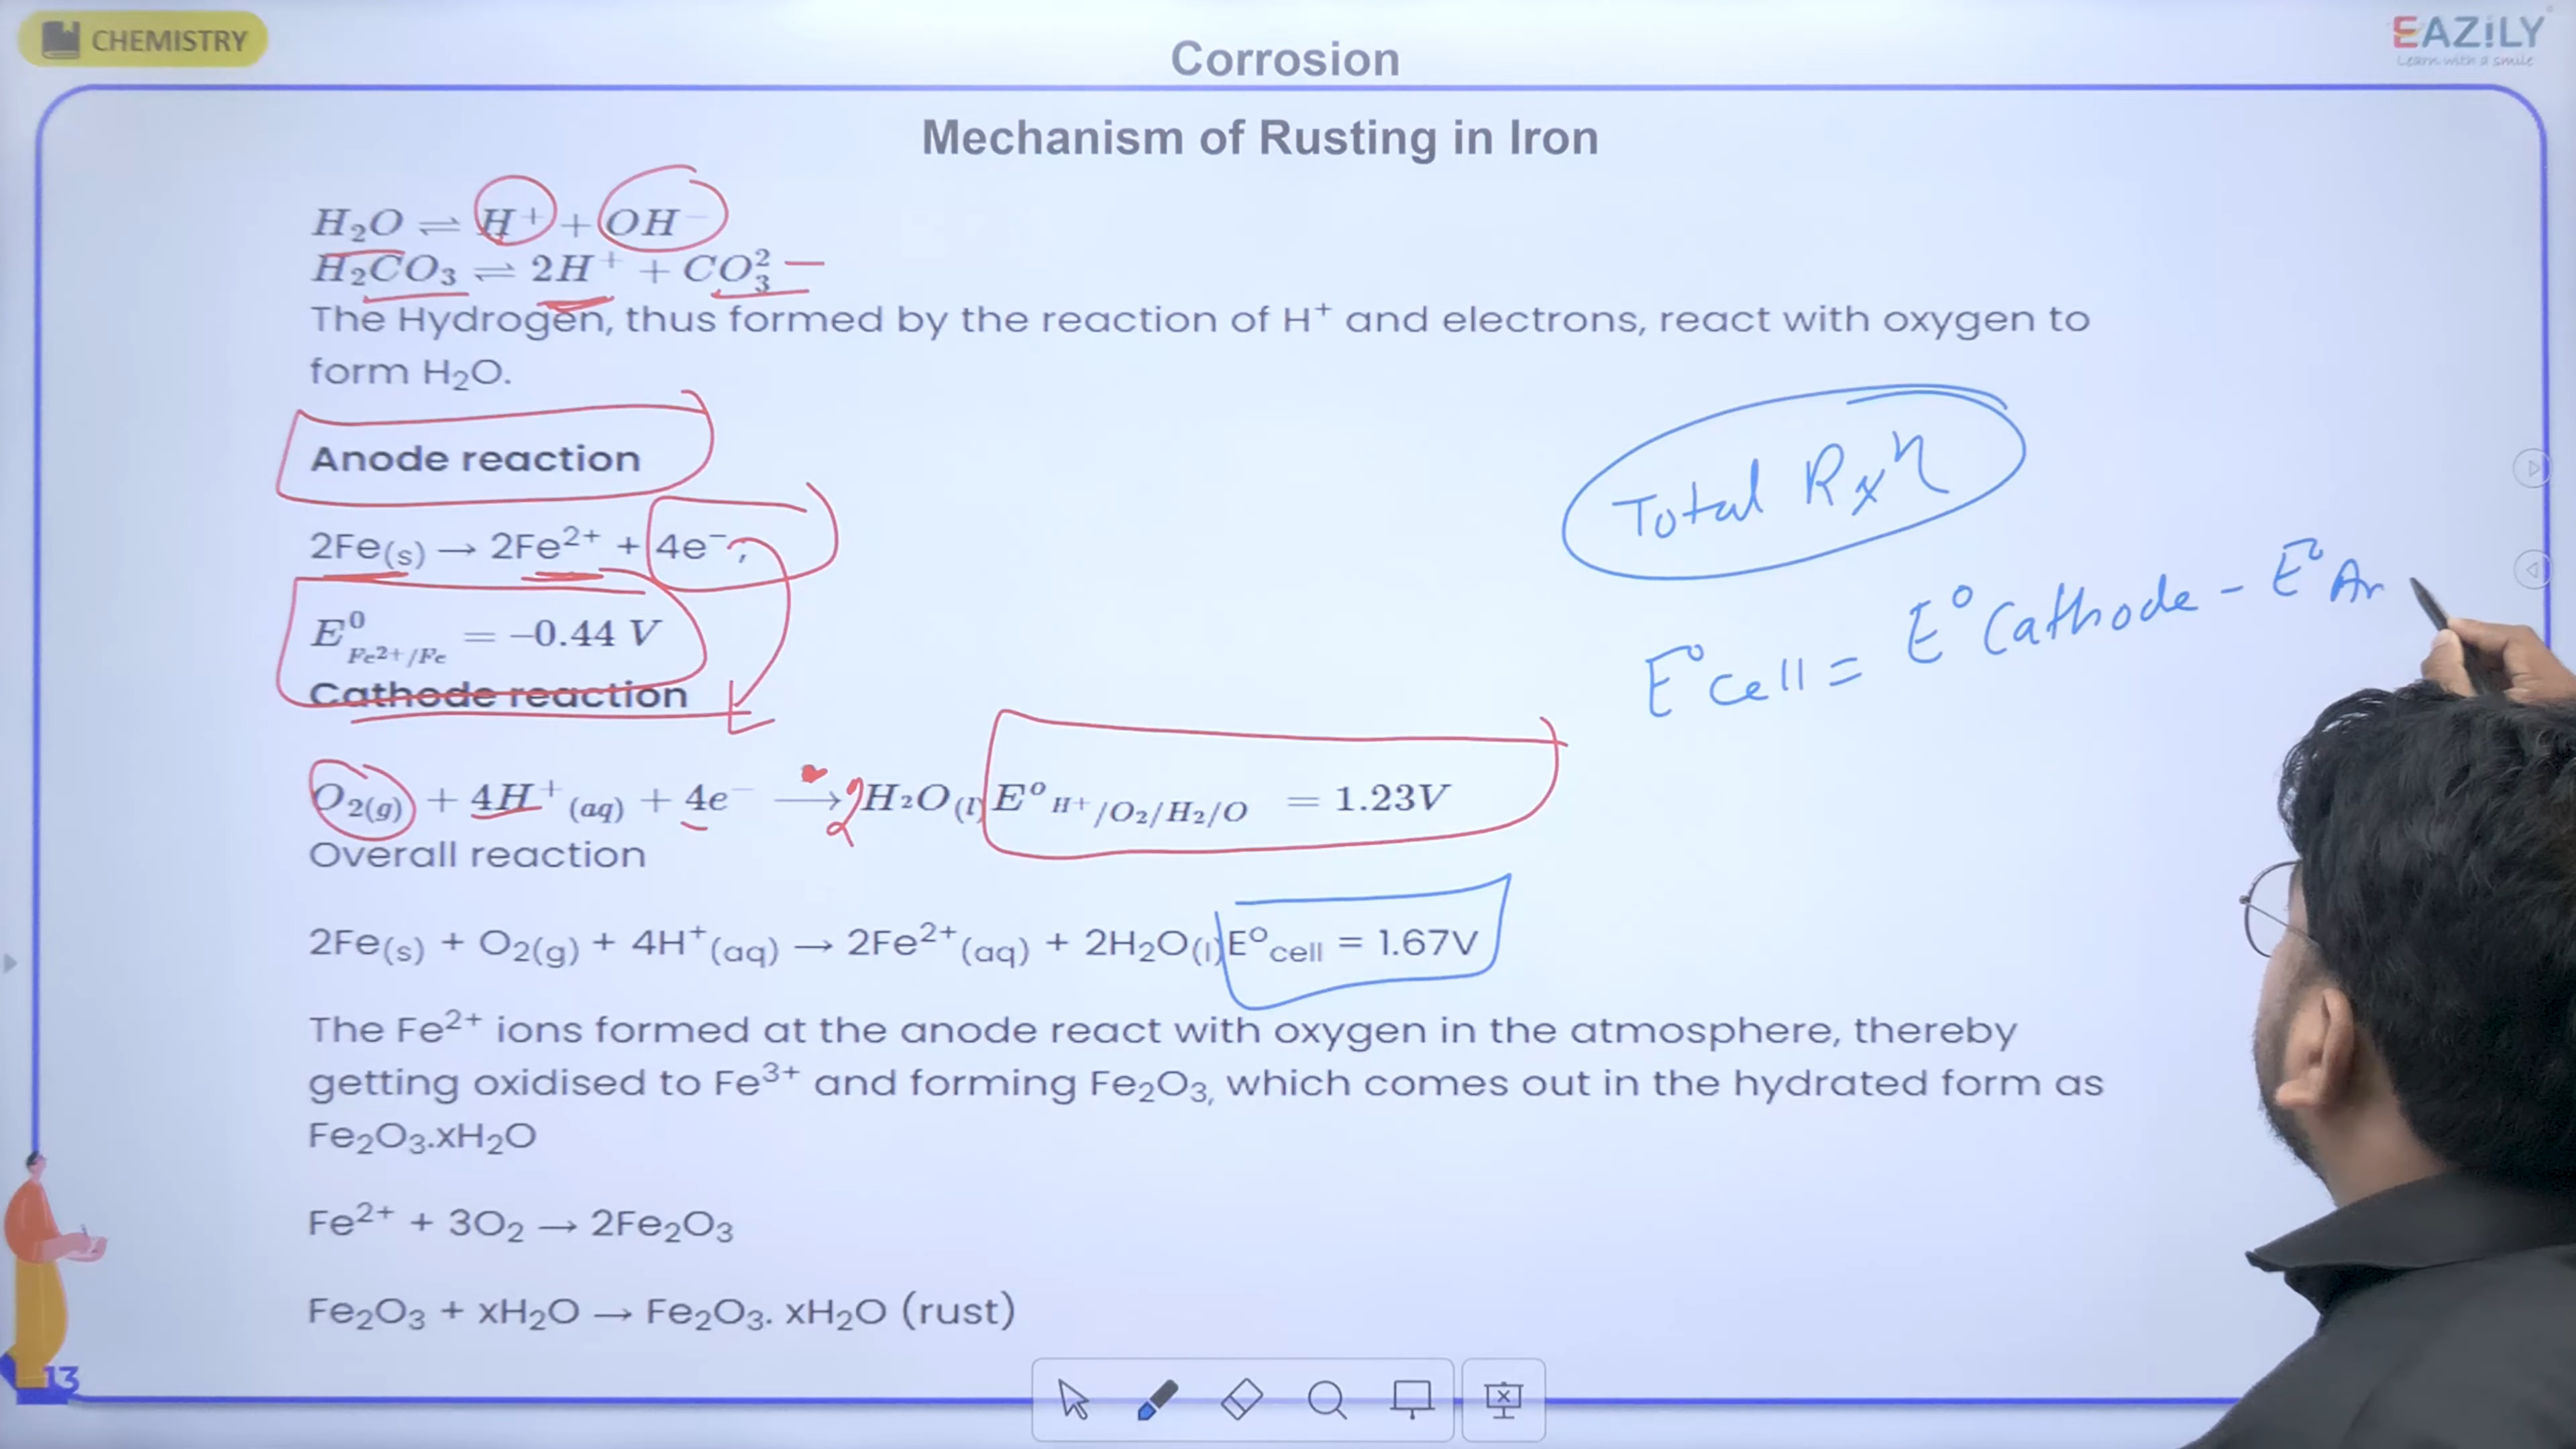 CHEMISTRY
EAZiLY
Learn with a smile
Corrosion
Mechanism of Rusting in Iron
H₂O ⇌ H⁺ + OH⁻
H₂CO₃ ⇌ 2H⁺ + CO₃² —
The Hydrogen, thus formed by the reaction of H⁺ and electrons, react with oxygen to
form H₂O.
Anode reaction
2Fe(s) → 2Fe²⁺ + 4e⁻;
E⁰ Fe²⁺/Fe = –0.44 V
Cathode reaction
O₂(g) + 4H⁺(aq) + 4e⁻ ⟶ 2H₂O(l) E° H⁺/O₂/H₂/O = 1.23V
Overall reaction
2Fe(s) + O₂(g) + 4H⁺(aq) → 2Fe²⁺(aq) + 2H₂O(l) E°cell = 1.67V
The Fe²⁺ ions formed at the anode react with oxygen in the atmosphere, thereby
getting oxidised to Fe³⁺ and forming Fe₂O₃, which comes out in the hydrated form as
Fe₂O₃.xH₂O
Fe²⁺ + 3O₂ → 2Fe₂O₃
Fe₂O₃ + xH₂O → Fe₂O₃. xH₂O (rust)
13
Total Rxη
E°cell = E°Cathode - E°An